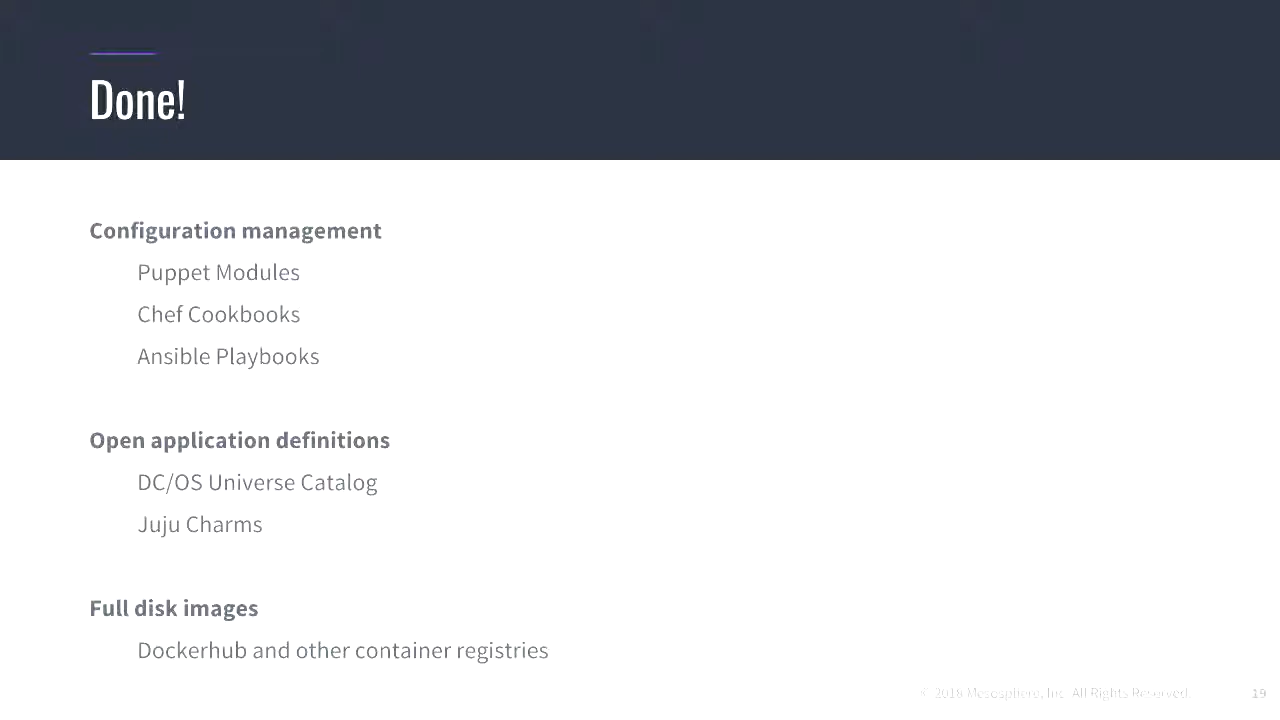 Done!
Configuration management
Puppet Modules
Chef Cookbooks
Ansible Playbooks
Open application definitions
DC/OS Universe Catalog
Juju Charms
Full disk images
Dockerhub and other container registries
© 2018 Mesosphere, Inc. All Rights Reserved.
19